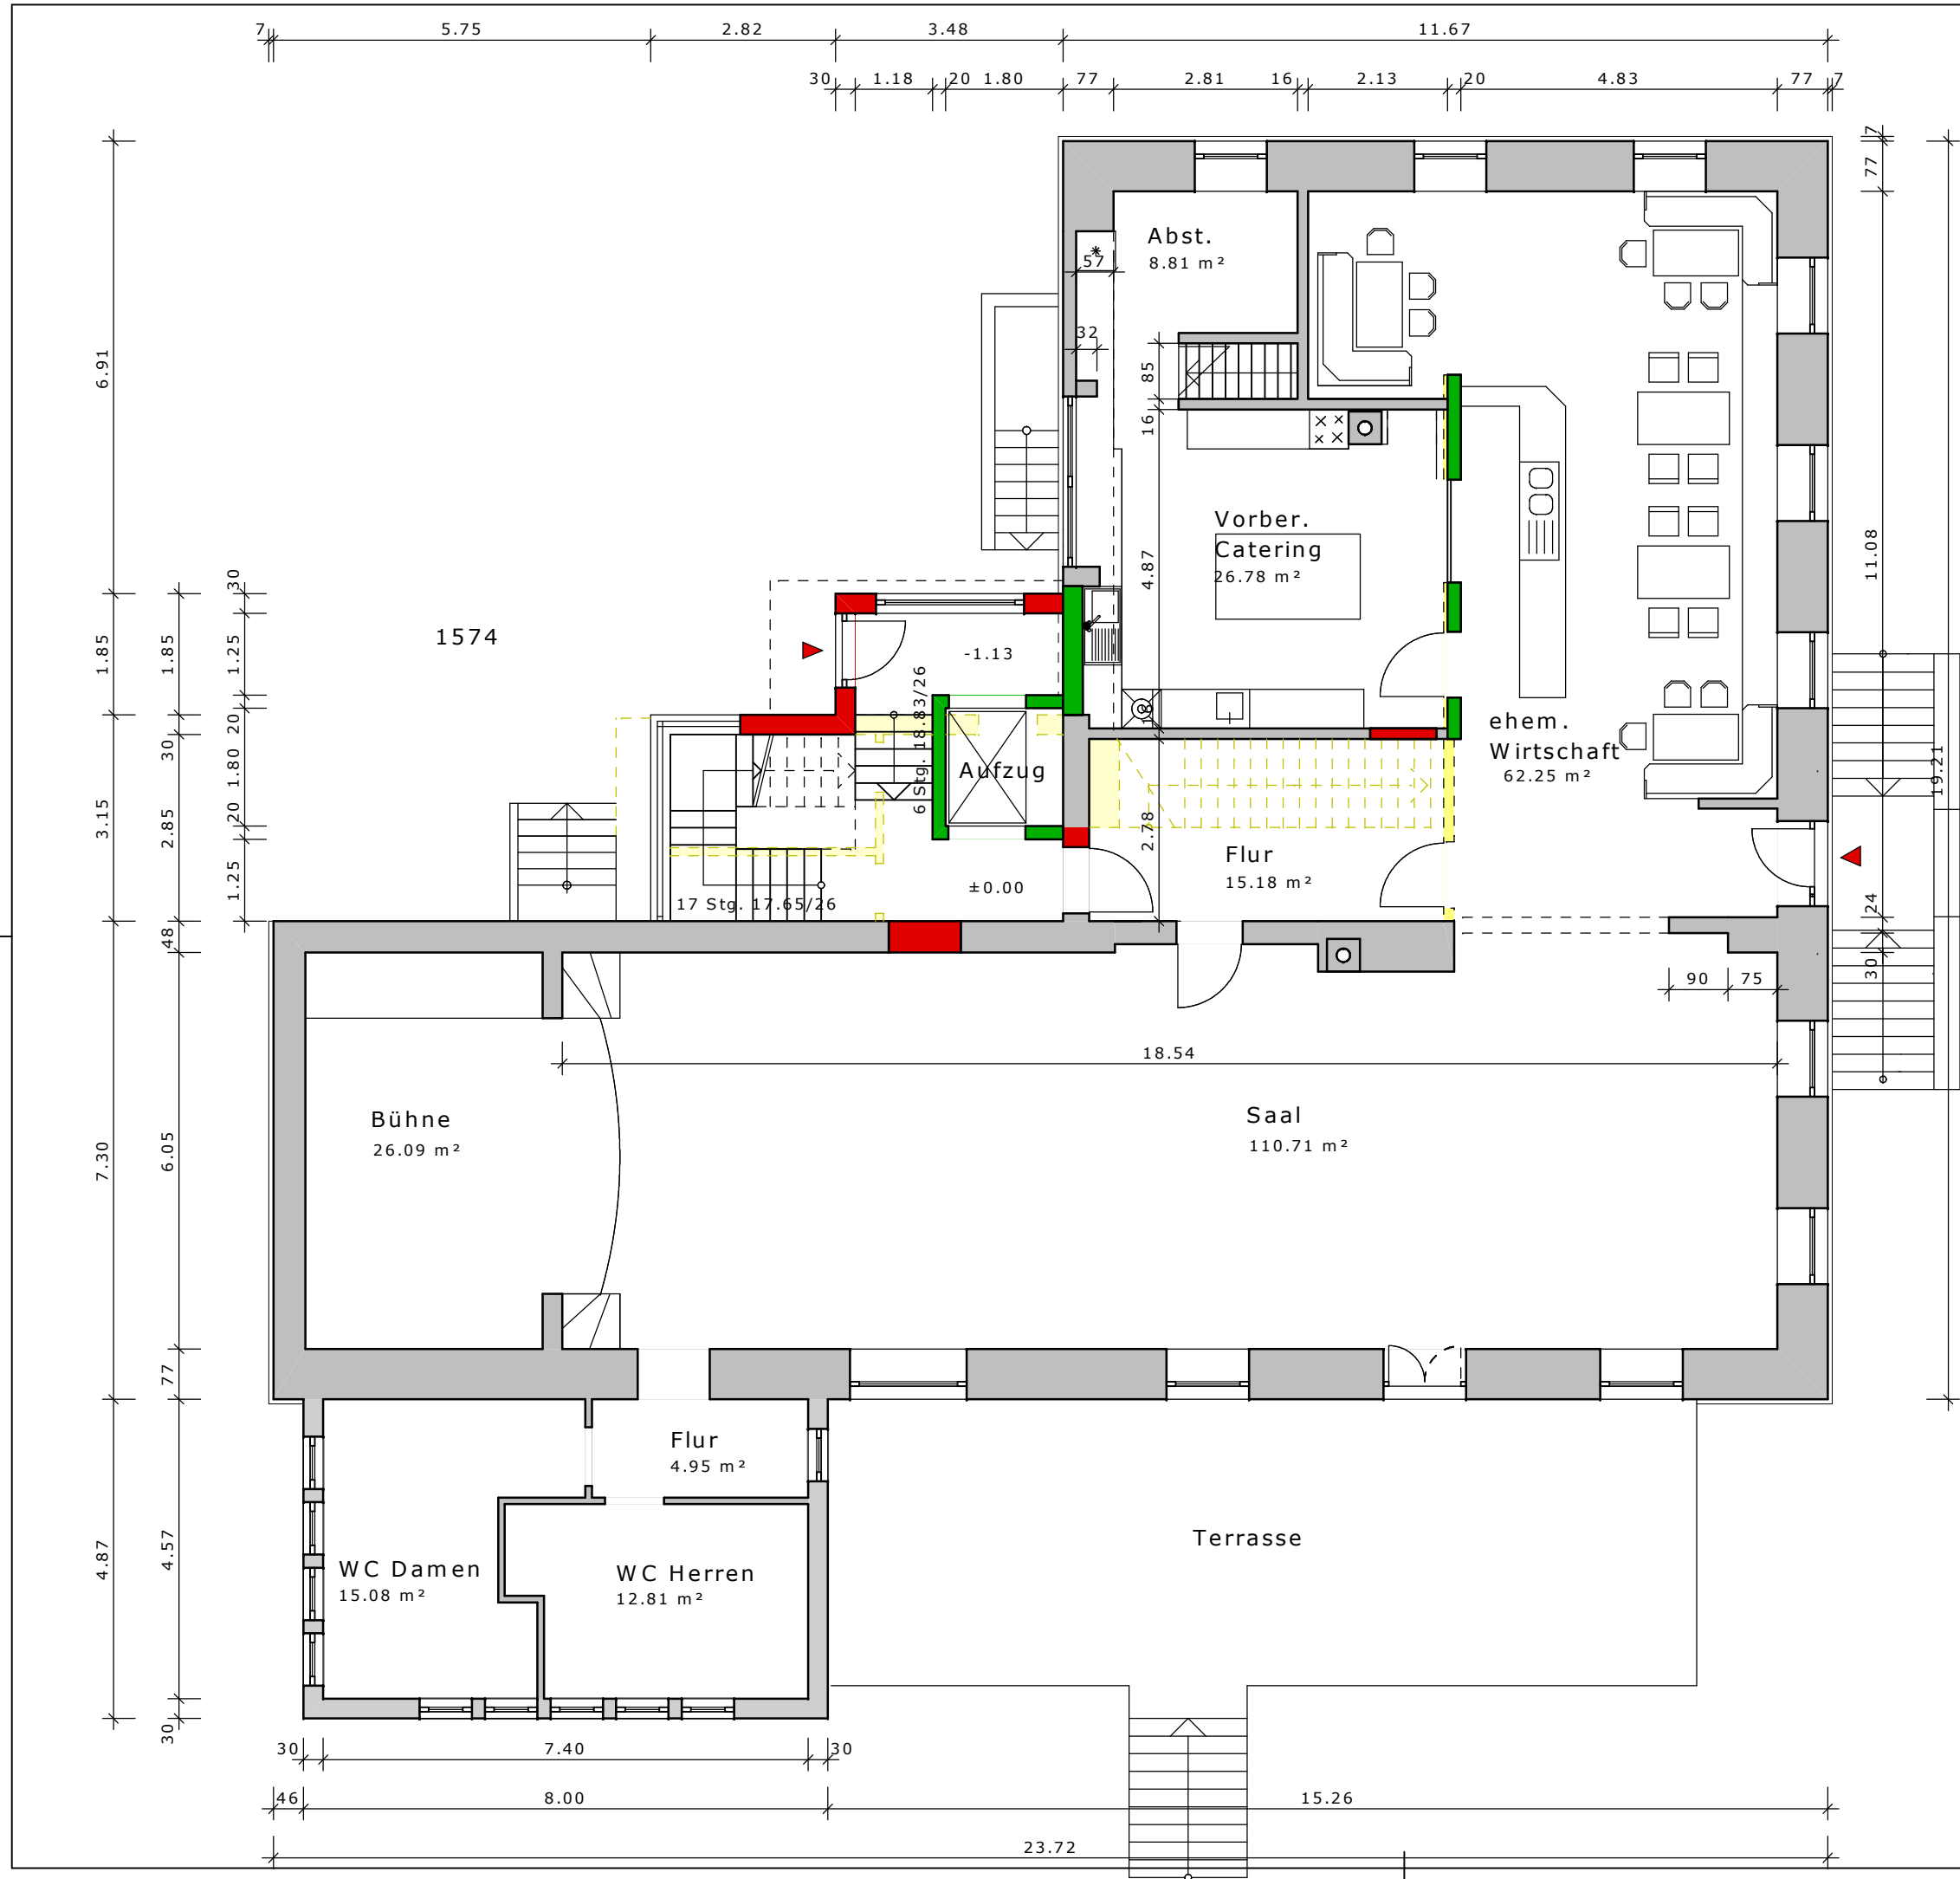 7 5.75 2.82 3.48 11.67
30 1.18 20 1.80 77 2.81 16 2.13 20 4.83 77 7
7
77
11.08
24
30
19.21
6.91
1.85
3.15
7.30
4.87
1.85
30
2.85
48
6.05
77
4.57
30
30
1.25
20
1.80
20
1.25
Abst.
8.81 m²
57
32
85
16
4.87
2.78
Vorber.
Catering
26.78 m²
1574
-1.13
6 Stg. 18.83/26
Aufzug
ehem.
Wirtschaft
62.25 m²
Flur
15.18 m²
±0.00
17 Stg. 17.65/26
90 75
18.54
Bühne
26.09 m²
Saal
110.71 m²
Flur
4.95 m²
WC Damen
15.08 m²
WC Herren
12.81 m²
Terrasse
30 7.40 30
46 8.00 15.26
23.72